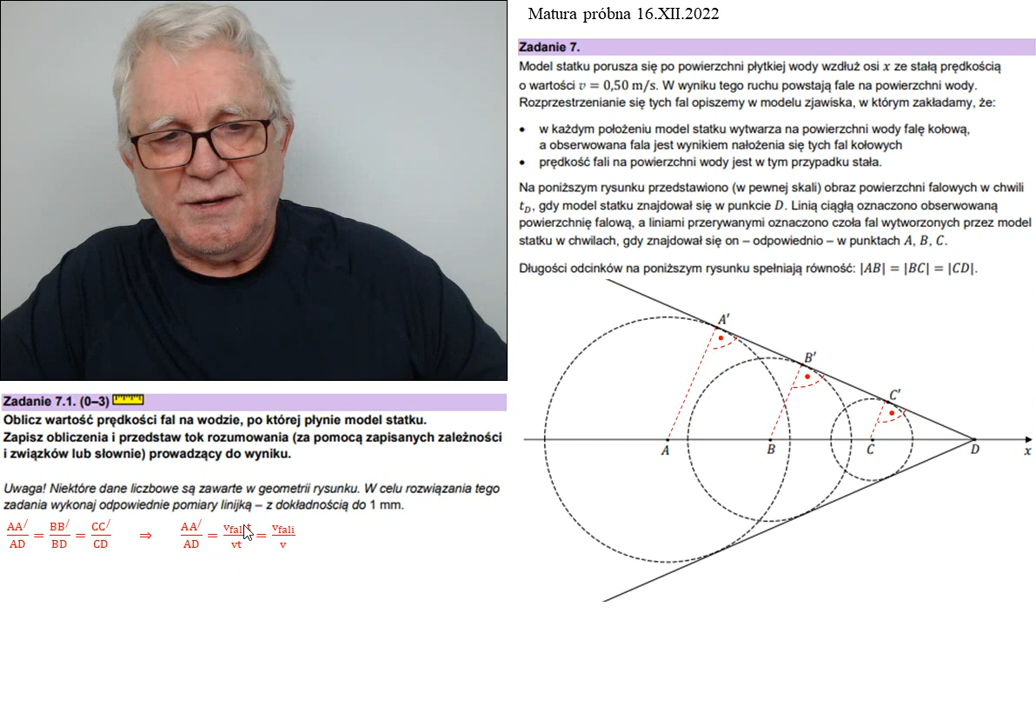 Matura próbna 16.XII.2022
Zadanie 7.
Model statku porusza się po powierzchni płytkiej wody wzdłuż osi x ze stałą prędkością
o wartości v = 0,50 m/s. W wyniku tego ruchu powstają fale na powierzchni wody.
Rozprzestrzenianie się tych fal opiszemy w modelu zjawiska, w którym zakładamy, że:
• w każdym położeniu model statku wytwarza na powierzchni wody falę kołową,
a obserwowana fala jest wynikiem nałożenia się tych fal kołowych
• prędkość fali na powierzchni wody jest w tym przypadku stała.
Na poniższym rysunku przedstawiono (w pewnej skali) obraz powierzchni falowych w chwili
t_D, gdy model statku znajdował się w punkcie D. Linią ciągłą oznaczono obserwowaną
powierzchnię falową, a liniami przerywanymi oznaczono czoła fal wytworzonych przez model
statku w chwilach, gdy znajdował się on – odpowiednio – w punktach A, B, C.
Długości odcinków na poniższym rysunku spełniają równość: |AB| = |BC| = |CD|.
A′
B′
C′
A B C D x
Zadanie 7.1. (0–3)
Oblicz wartość prędkości fal na wodzie, po której płynie model statku.
Zapisz obliczenia i przedstaw tok rozumowania (za pomocą zapisanych zależności
i związków lub słownie) prowadzący do wyniku.
Uwaga! Niektóre dane liczbowe są zawarte w geometrii rysunku. W celu rozwiązania tego
zadania wykonaj odpowiednie pomiary linijką – z dokładnością do 1 mm.
AA/ / AD = BB/ / BD = CC/ / CD ⇒ AA/ / AD = v fali t / vt = v fali / v